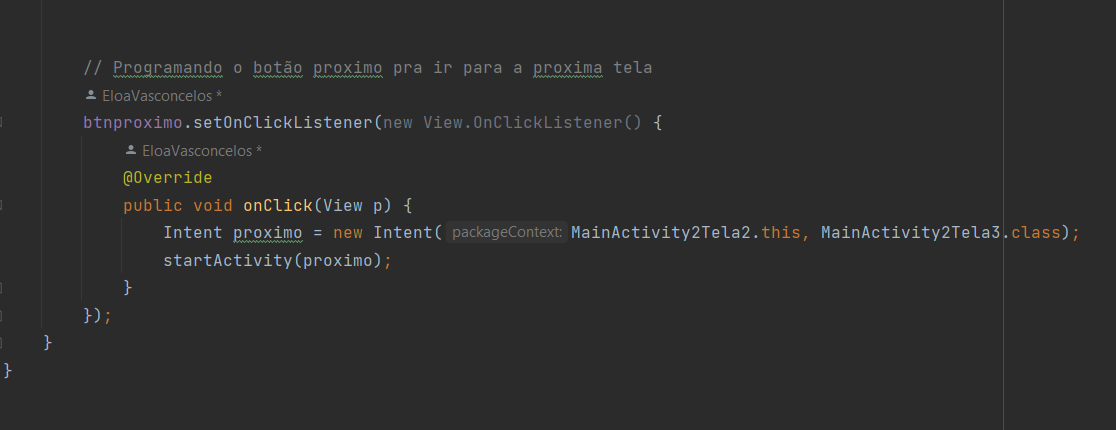 // Programando o botão proximo pra ir para a proxima tela
EloaVasconcelos *
btnproximo.setOnClickListener(new View.OnClickListener() {
EloaVasconcelos *
@Override
public void onClick(View p) {
Intent proximo = new Intent( packageContext: MainActivity2Tela2.this, MainActivity2Tela3.class);
startActivity(proximo);
}
});
}
}